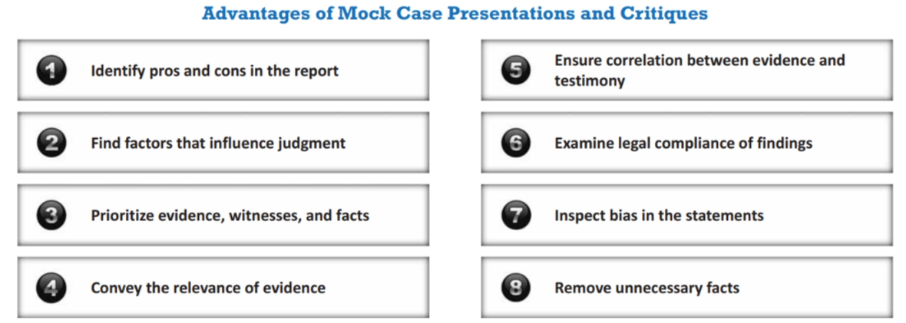 Advantages of Mock Case Presentations and Critiques
1 Identify pros and cons in the report
2 Find factors that influence judgment
3 Prioritize evidence, witnesses, and facts
4 Convey the relevance of evidence
5 Ensure correlation between evidence and
testimony
6 Examine legal compliance of findings
7 Inspect bias in the statements
8 Remove unnecessary facts